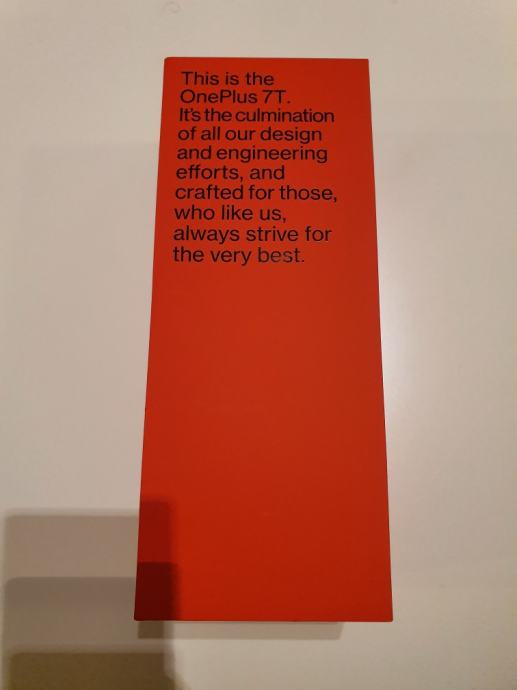 This is the
OnePlus 7T.
It's the culmination
of all our design
and engineering
efforts, and
crafted for those,
who like us,
always strive for
the very best.